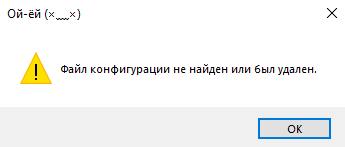 Ой-ёй (×﹏×)
Файл конфигурации не найден или был удален.
OK